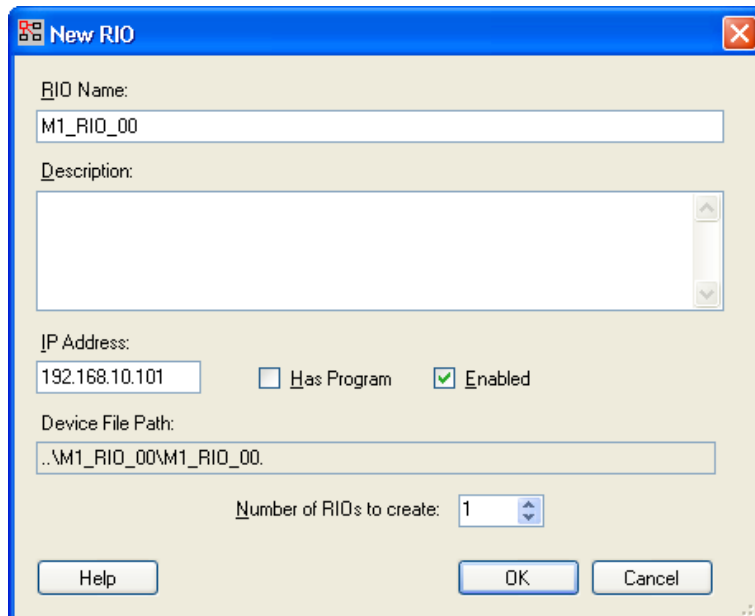 New RIO
RIO Name:
M1_RIO_00
Description:
IP Address:
192.168.10.101
Has Program
Enabled
Device File Path:
..\M1_RIO_00\M1_RIO_00.
Number of RIOs to create:
1
Help
OK
Cancel